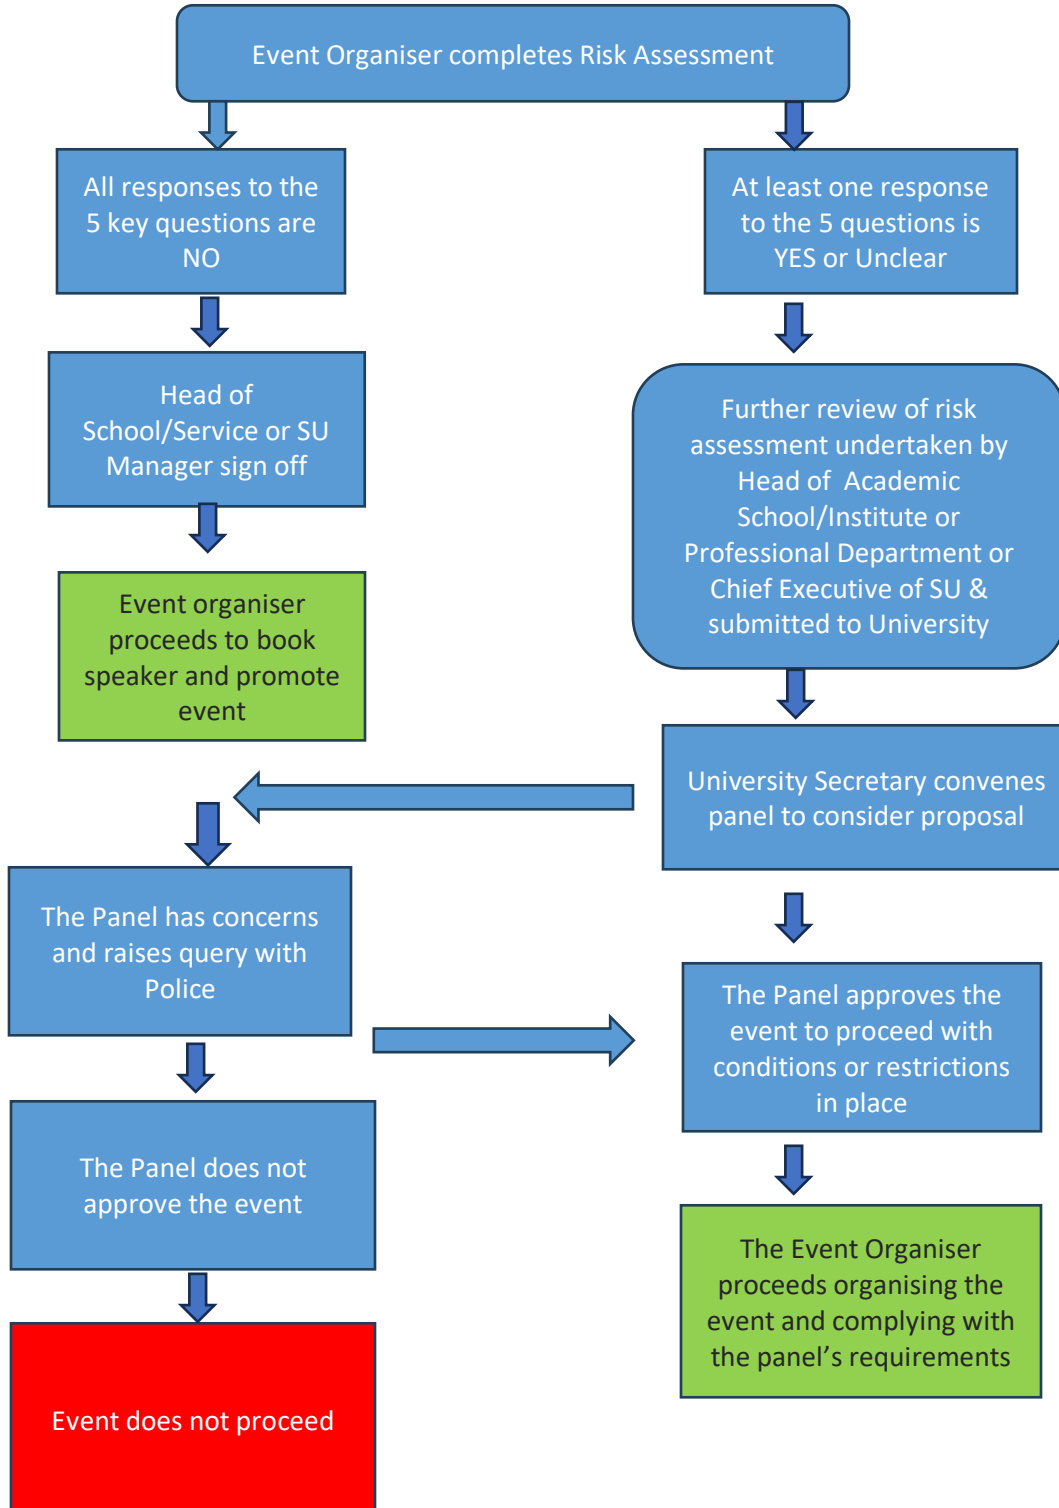 Event Organiser completes Risk Assessment
All responses to the
5 key questions are
NO
At least one response
to the 5 questions is
YES or Unclear
Head of
School/Service or SU
Manager sign off
Further review of risk
assessment undertaken by
Head of Academic
School/Institute or
Professional Department or
Chief Executive of SU &
submitted to University
Event organiser
proceeds to book
speaker and promote
event
University Secretary convenes
panel to consider proposal
The Panel has concerns
and raises query with
Police
The Panel approves the
event to proceed with
conditions or restrictions
in place
The Panel does not
approve the event
The Event Organiser
proceeds organising the
event and complying with
the panel’s requirements
Event does not proceed